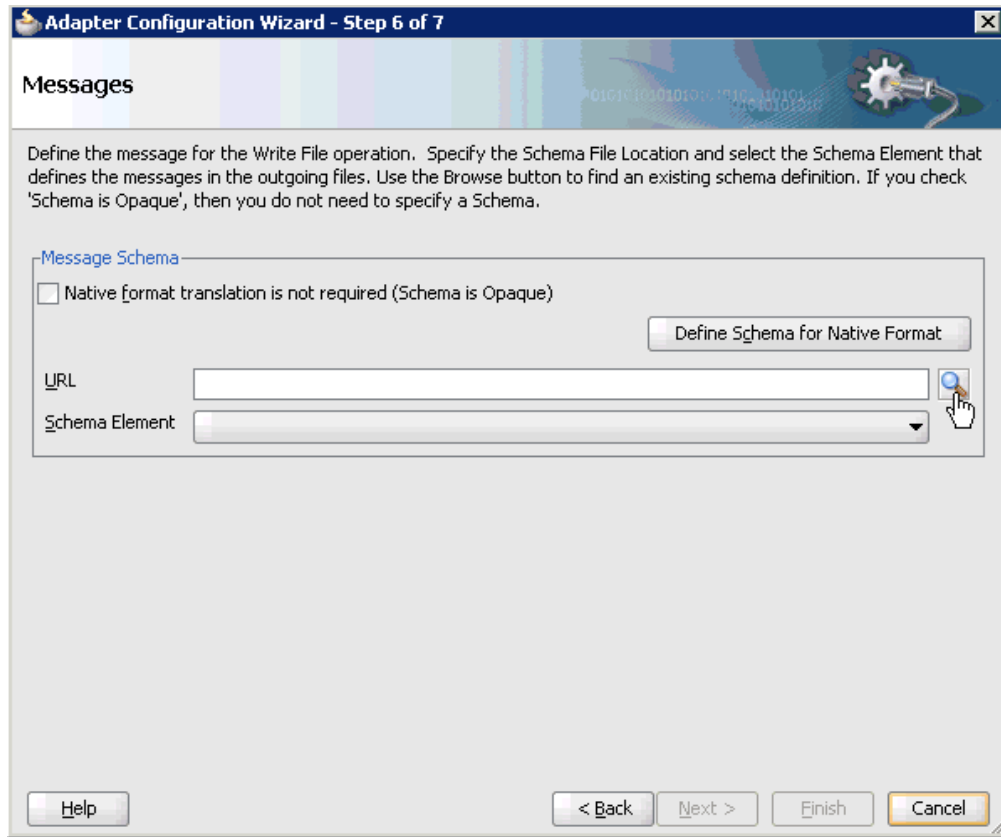 Adapter Configuration Wizard - Step 6 of 7
Messages
Define the message for the Write File operation.  Specify the Schema File Location and select the Schema Element that
defines the messages in the outgoing files. Use the Browse button to find an existing schema definition. If you check
'Schema is Opaque', then you do not need to specify a Schema.
Message Schema
Native format translation is not required (Schema is Opaque)
Define Schema for Native Format
URL
Schema Element
Help
< Back
Next >
Finish
Cancel